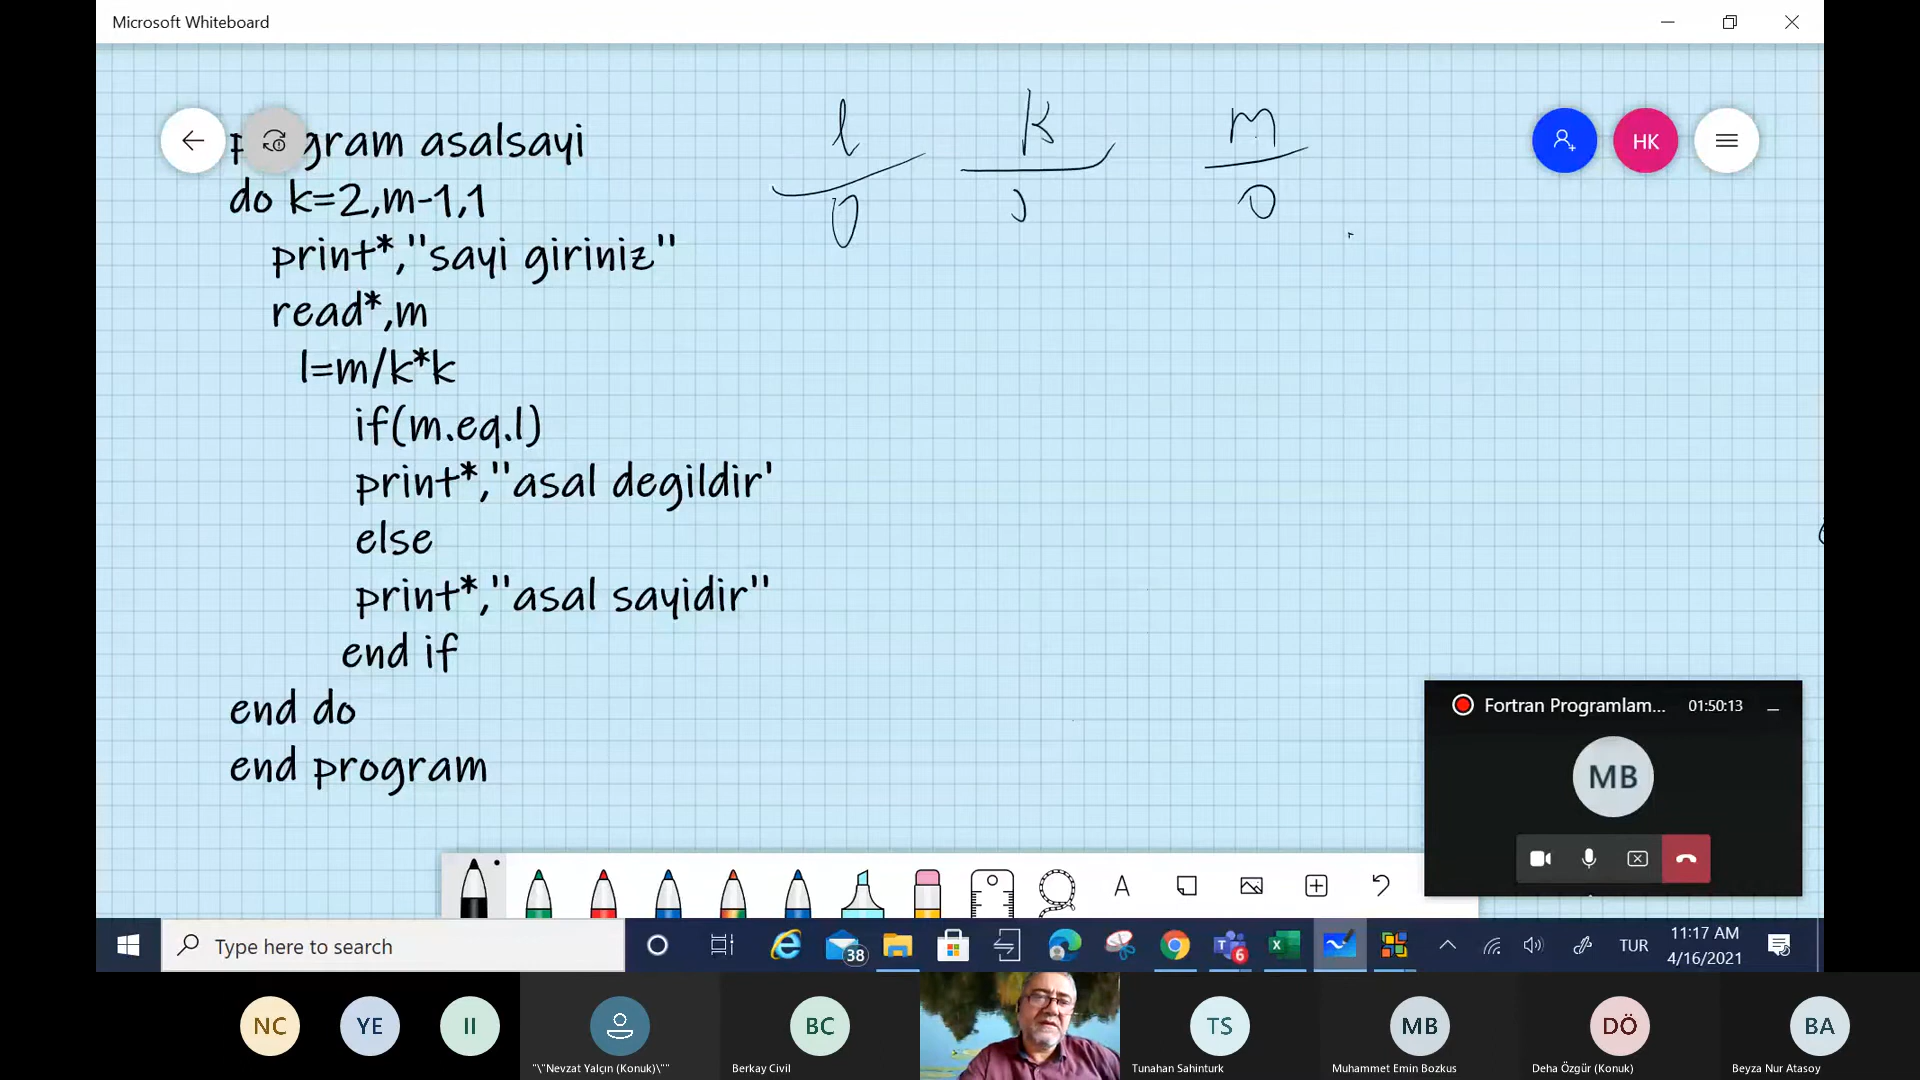 Microsoft Whiteboard
gram asalsayi
do k=2,m-1,1
print*,"sayi giriniz"
read*,m
l=m/k*k
if(m.eq.l)
print*,"asal degildir'
else
print*,"asal sayidir"
end if
end do
end program
l k m
0 0
HK
Fortran Programlam... 01:50:13
MB
Type here to search
38
6
TUR
11:17 AM
4/16/2021
NC YE II BC TS MB DÖ BA
"\"Nevzat Yalçın (Konuk)\"" Berkay Civil Tunahan Sahinturk Muhammet Emin Bozkus Deha Özgür (Konuk) Beyza Nur Atasoy